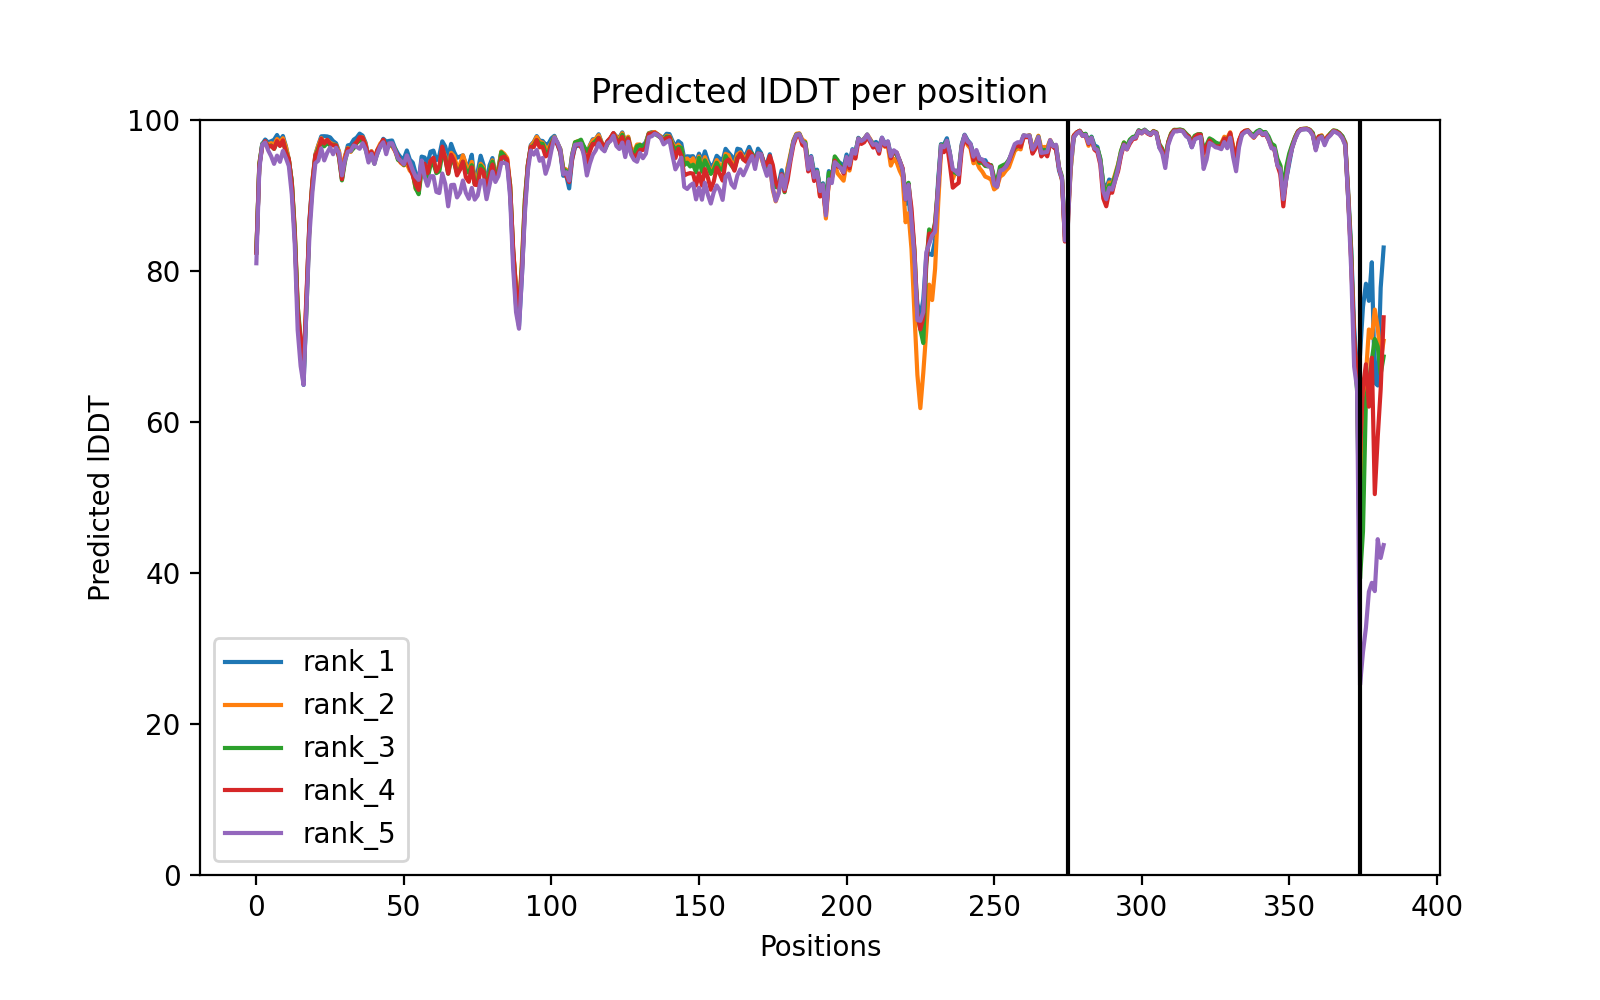 Predicted lDDT per position
100
80
60
40
20
0
Predicted lDDT
rank_1
rank_2
rank_3
rank_4
rank_5
0 50 100 150 200 250 300 350 400
Positions